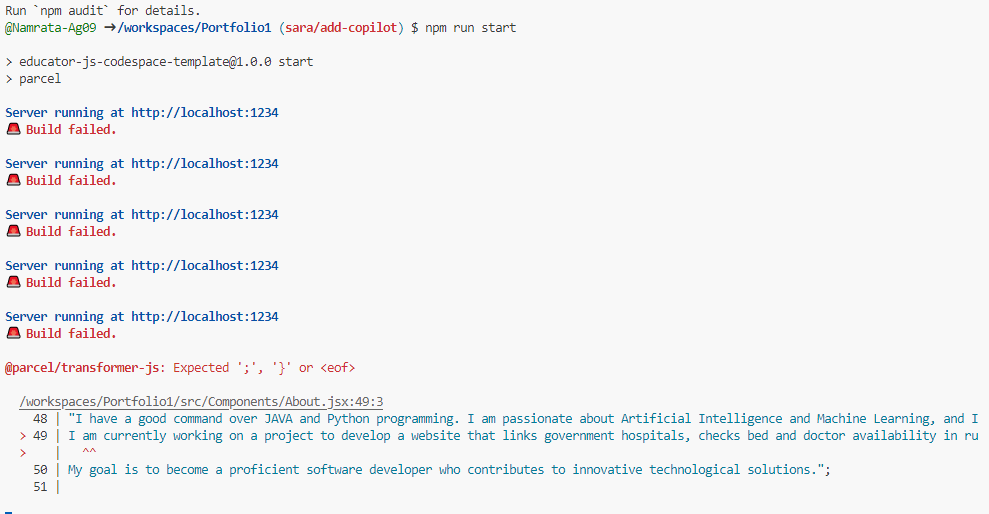 Run `npm audit` for details.
@Namrata-Ag09 ➜/workspaces/Portfolio1 (sara/add-copilot) $ npm run start
> educator-js-codespace-template@1.0.0 start
> parcel
Server running at http://localhost:1234
🚨 Build failed.
Server running at http://localhost:1234
🚨 Build failed.
Server running at http://localhost:1234
🚨 Build failed.
Server running at http://localhost:1234
🚨 Build failed.
Server running at http://localhost:1234
🚨 Build failed.
@parcel/transformer-js: Expected ';', '}' or <eof>
/workspaces/Portfolio1/src/Components/About.jsx:49:3
48 | "I have a good command over JAVA and Python programming. I am passionate about Artificial Intelligence and Machine Learning, and I
> 49 | I am currently working on a project to develop a website that links government hospitals, checks bed and doctor availability in ru
> | ^^
50 | My goal is to become a proficient software developer who contributes to innovative technological solutions.";
51 |